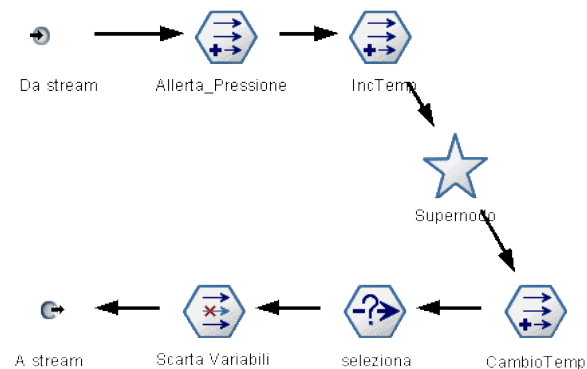 Da stream
Allerta_Pressione
IncTemp
Supernodo
A stream
Scarta Variabili
seleziona
CambioTemp